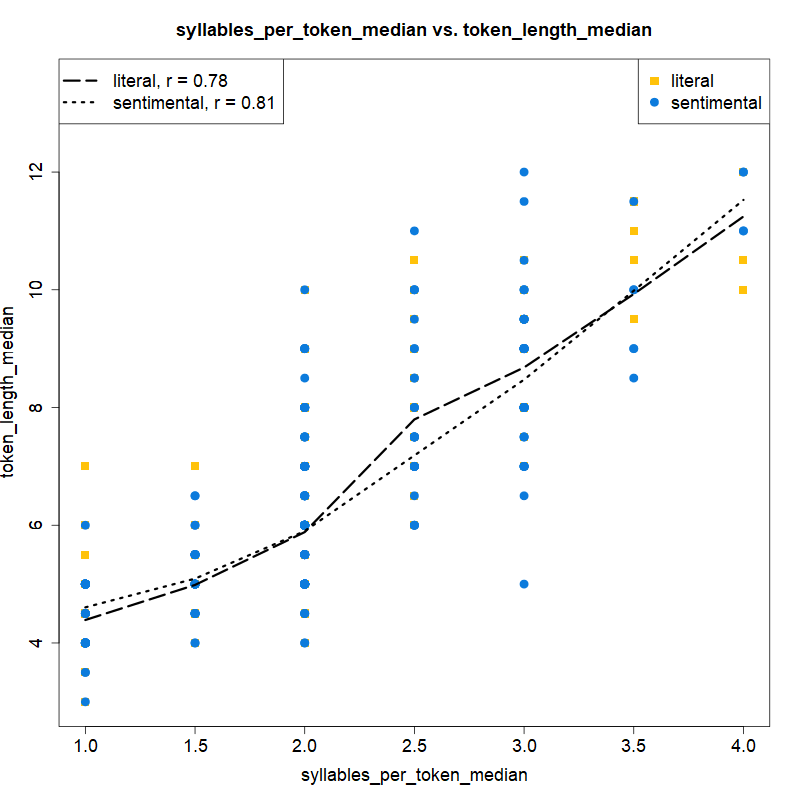 syllables_per_token_median vs. token_length_median
literal, r = 0.78
sentimental, r = 0.81
literal
sentimental
token_length_median
12
10
8
6
4
1.0 1.5 2.0 2.5 3.0 3.5 4.0
syllables_per_token_median